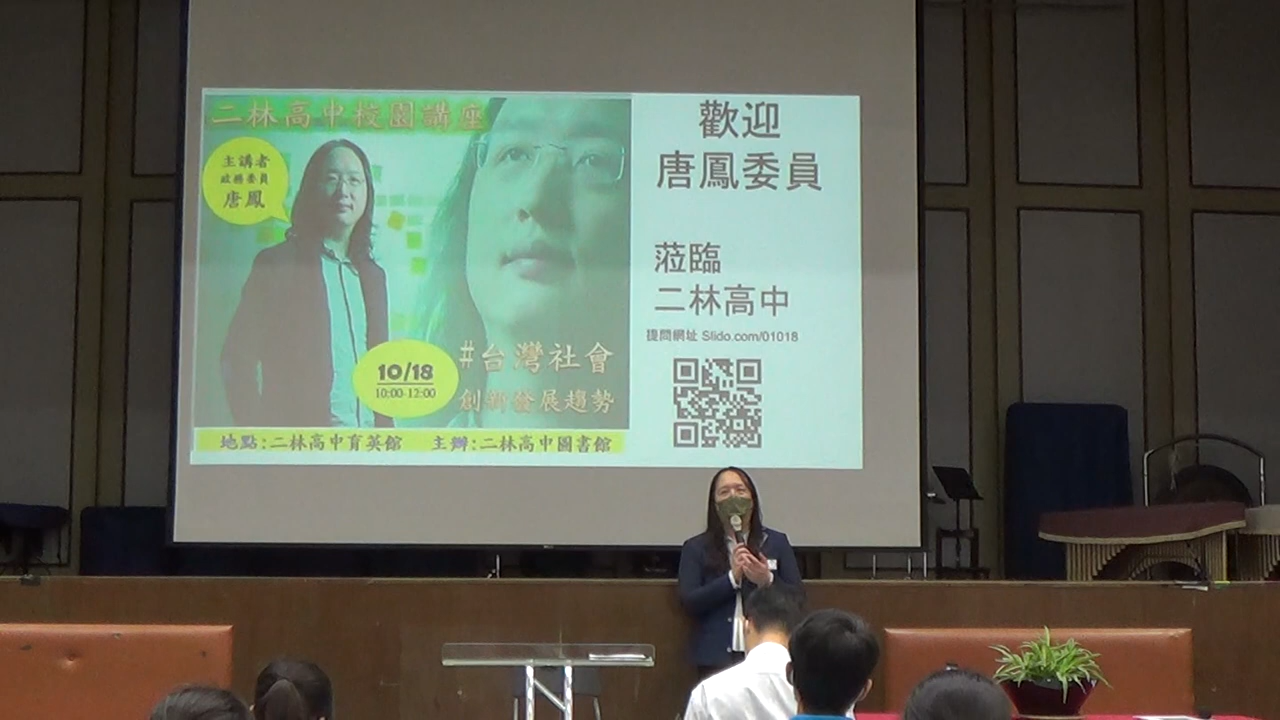 二林高中校園講座
主講者
政務委員
唐鳳
10/18
10:00-12:00
#台灣社會
創新發展趨勢
地點:二林高中育英館 主辦:二林高中圖書館
歡迎
唐鳳委員
蒞臨
二林高中
提問網址 Slido.com/01018